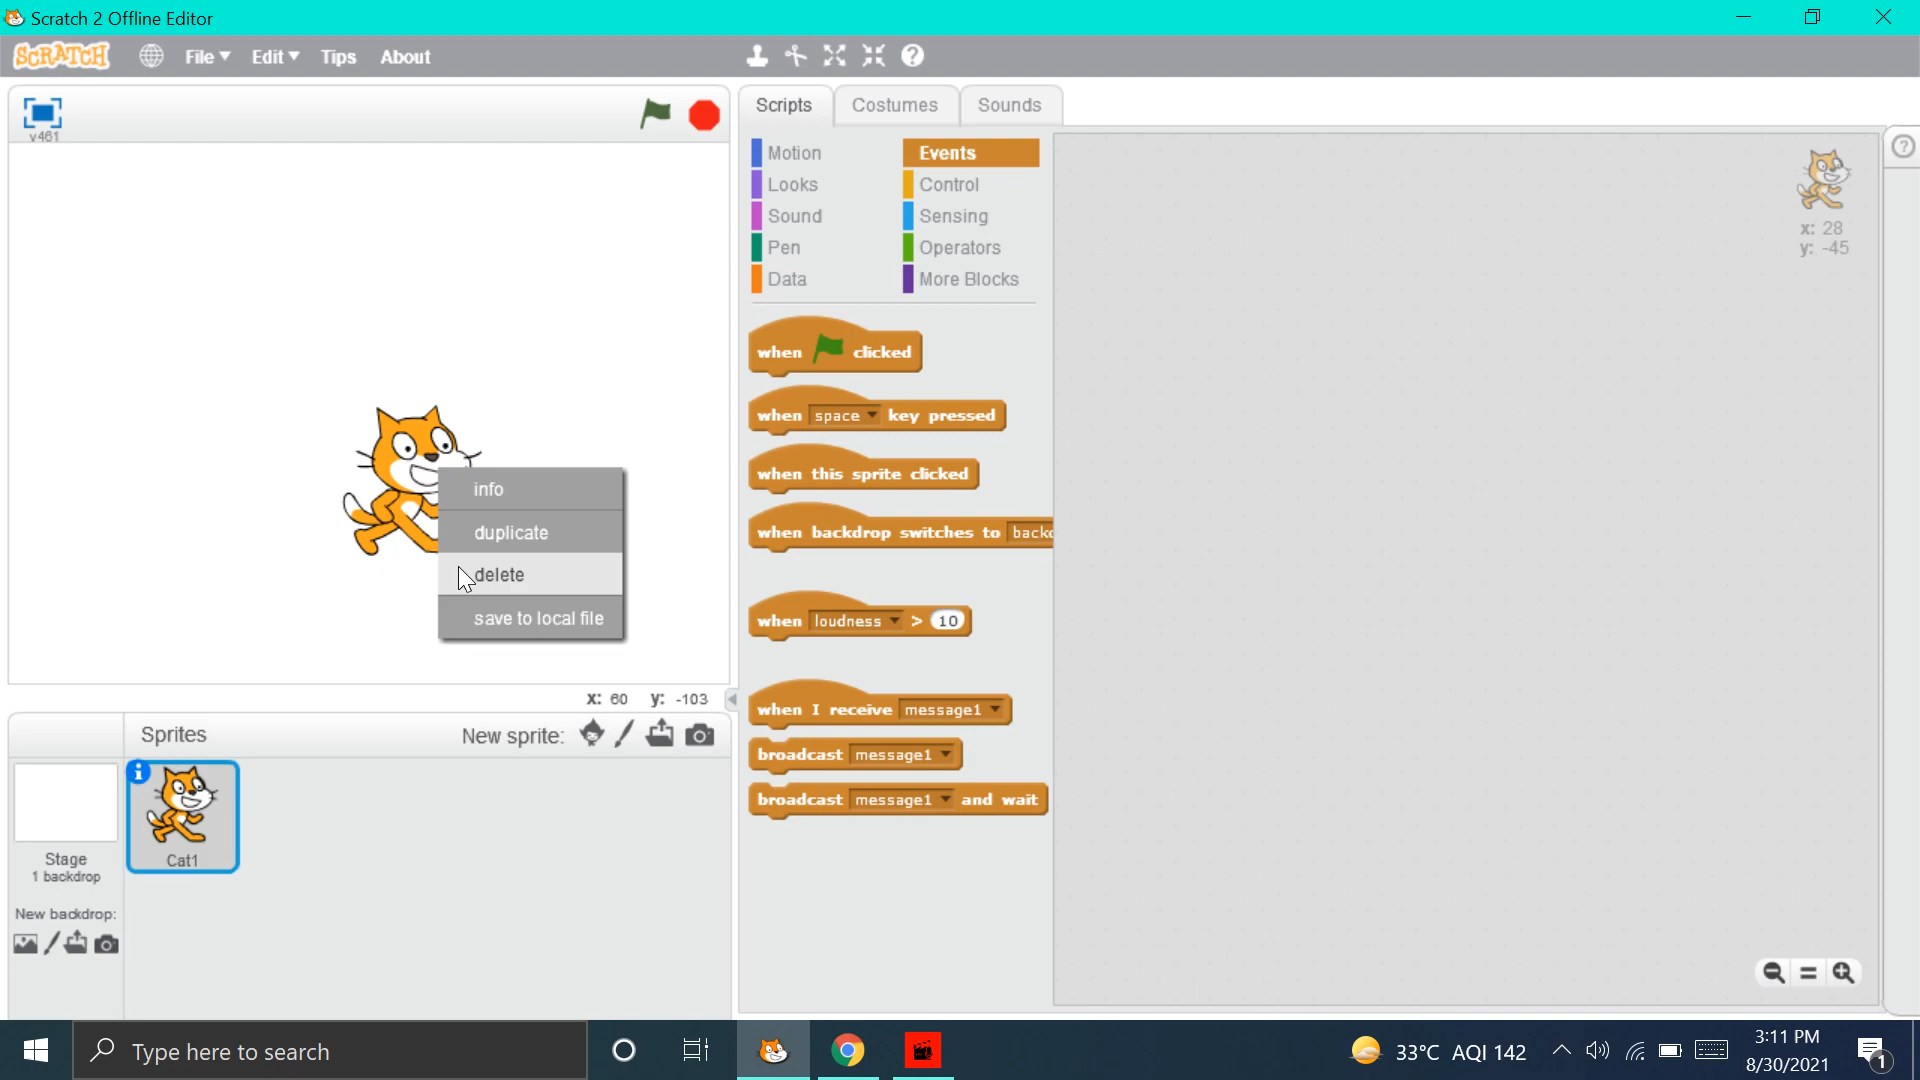 Scratch 2 Offline Editor
SCRATCH File Edit Tips About
v461
Scripts Costumes Sounds
Motion Events
Looks Control
Sound Sensing
Pen Operators
Data More Blocks
x: 28
y: -45
when clicked
when space key pressed
when this sprite clicked
when backdrop switches to
when loudness > 10
when I receive message1
broadcast message1
broadcast message1 and wait
info
duplicate
delete
save to local file
x: 60 y: -103
Sprites New sprite:
Cat1
Stage
1 backdrop
New backdrop:
Type here to search
33°C AQI 142
3:11 PM
8/30/2021
1